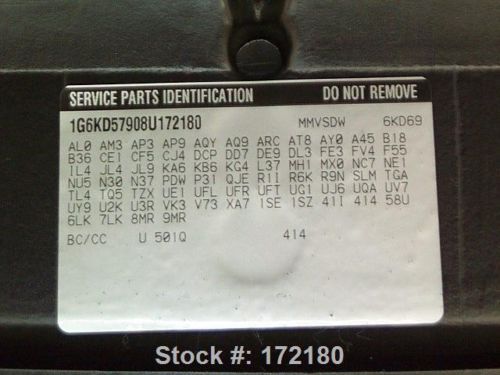 SERVICE PARTS IDENTIFICATION DO NOT REMOVE
1G6KD57908U172180 MMVSDW 6KD69
AL0 AM3 AP3 AP9 AQY AQ9 ARC AT8 AY0 A45 B18
B36 CE1 CF5 CJ4 DCP DD7 DE9 DL3 FE3 FV4 F55
IL4 JL4 JL9 KA6 KB6 KG4 L37 MH1 MX0 NC7 NE1
NU5 N30 N37 PDW P31 QJE R1I R6K R9N SLM TGA
TL4 TQ5 T7X UE1 UFL UFR UFT UG1 UJ6 UQA UV7
UY9 U2K U3R VK3 V73 XA7 1SE 1SZ 41I 414 58U
6LK 7LK 8MR 9MR
BC/CC U 501Q 414
Stock #: 172180